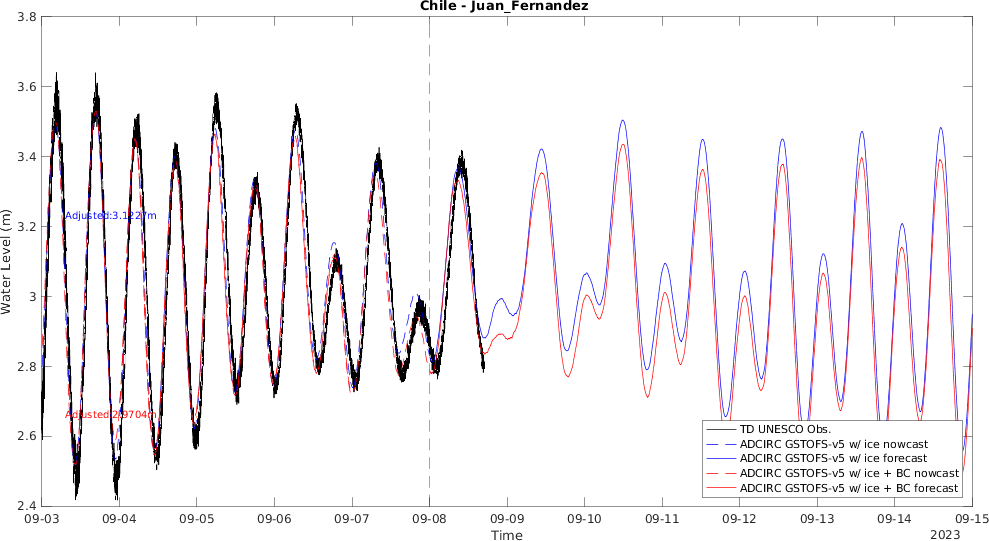 Chile - Juan_Fernandez
Water Level (m)
3.8
3.6
3.4
3.2
3
2.8
2.6
2.4
Adjusted:3.1227m
Adjusted:2.9704m
TD UNESCO Obs.
ADCIRC GSTOFS-v5 w/ ice nowcast
ADCIRC GSTOFS-v5 w/ ice forecast
ADCIRC GSTOFS-v5 w/ ice + BC nowcast
ADCIRC GSTOFS-v5 w/ ice + BC forecast
09-03 09-04 09-05 09-06 09-07 09-08 09-09 09-10 09-11 09-12 09-13 09-14 09-15
Time
2023